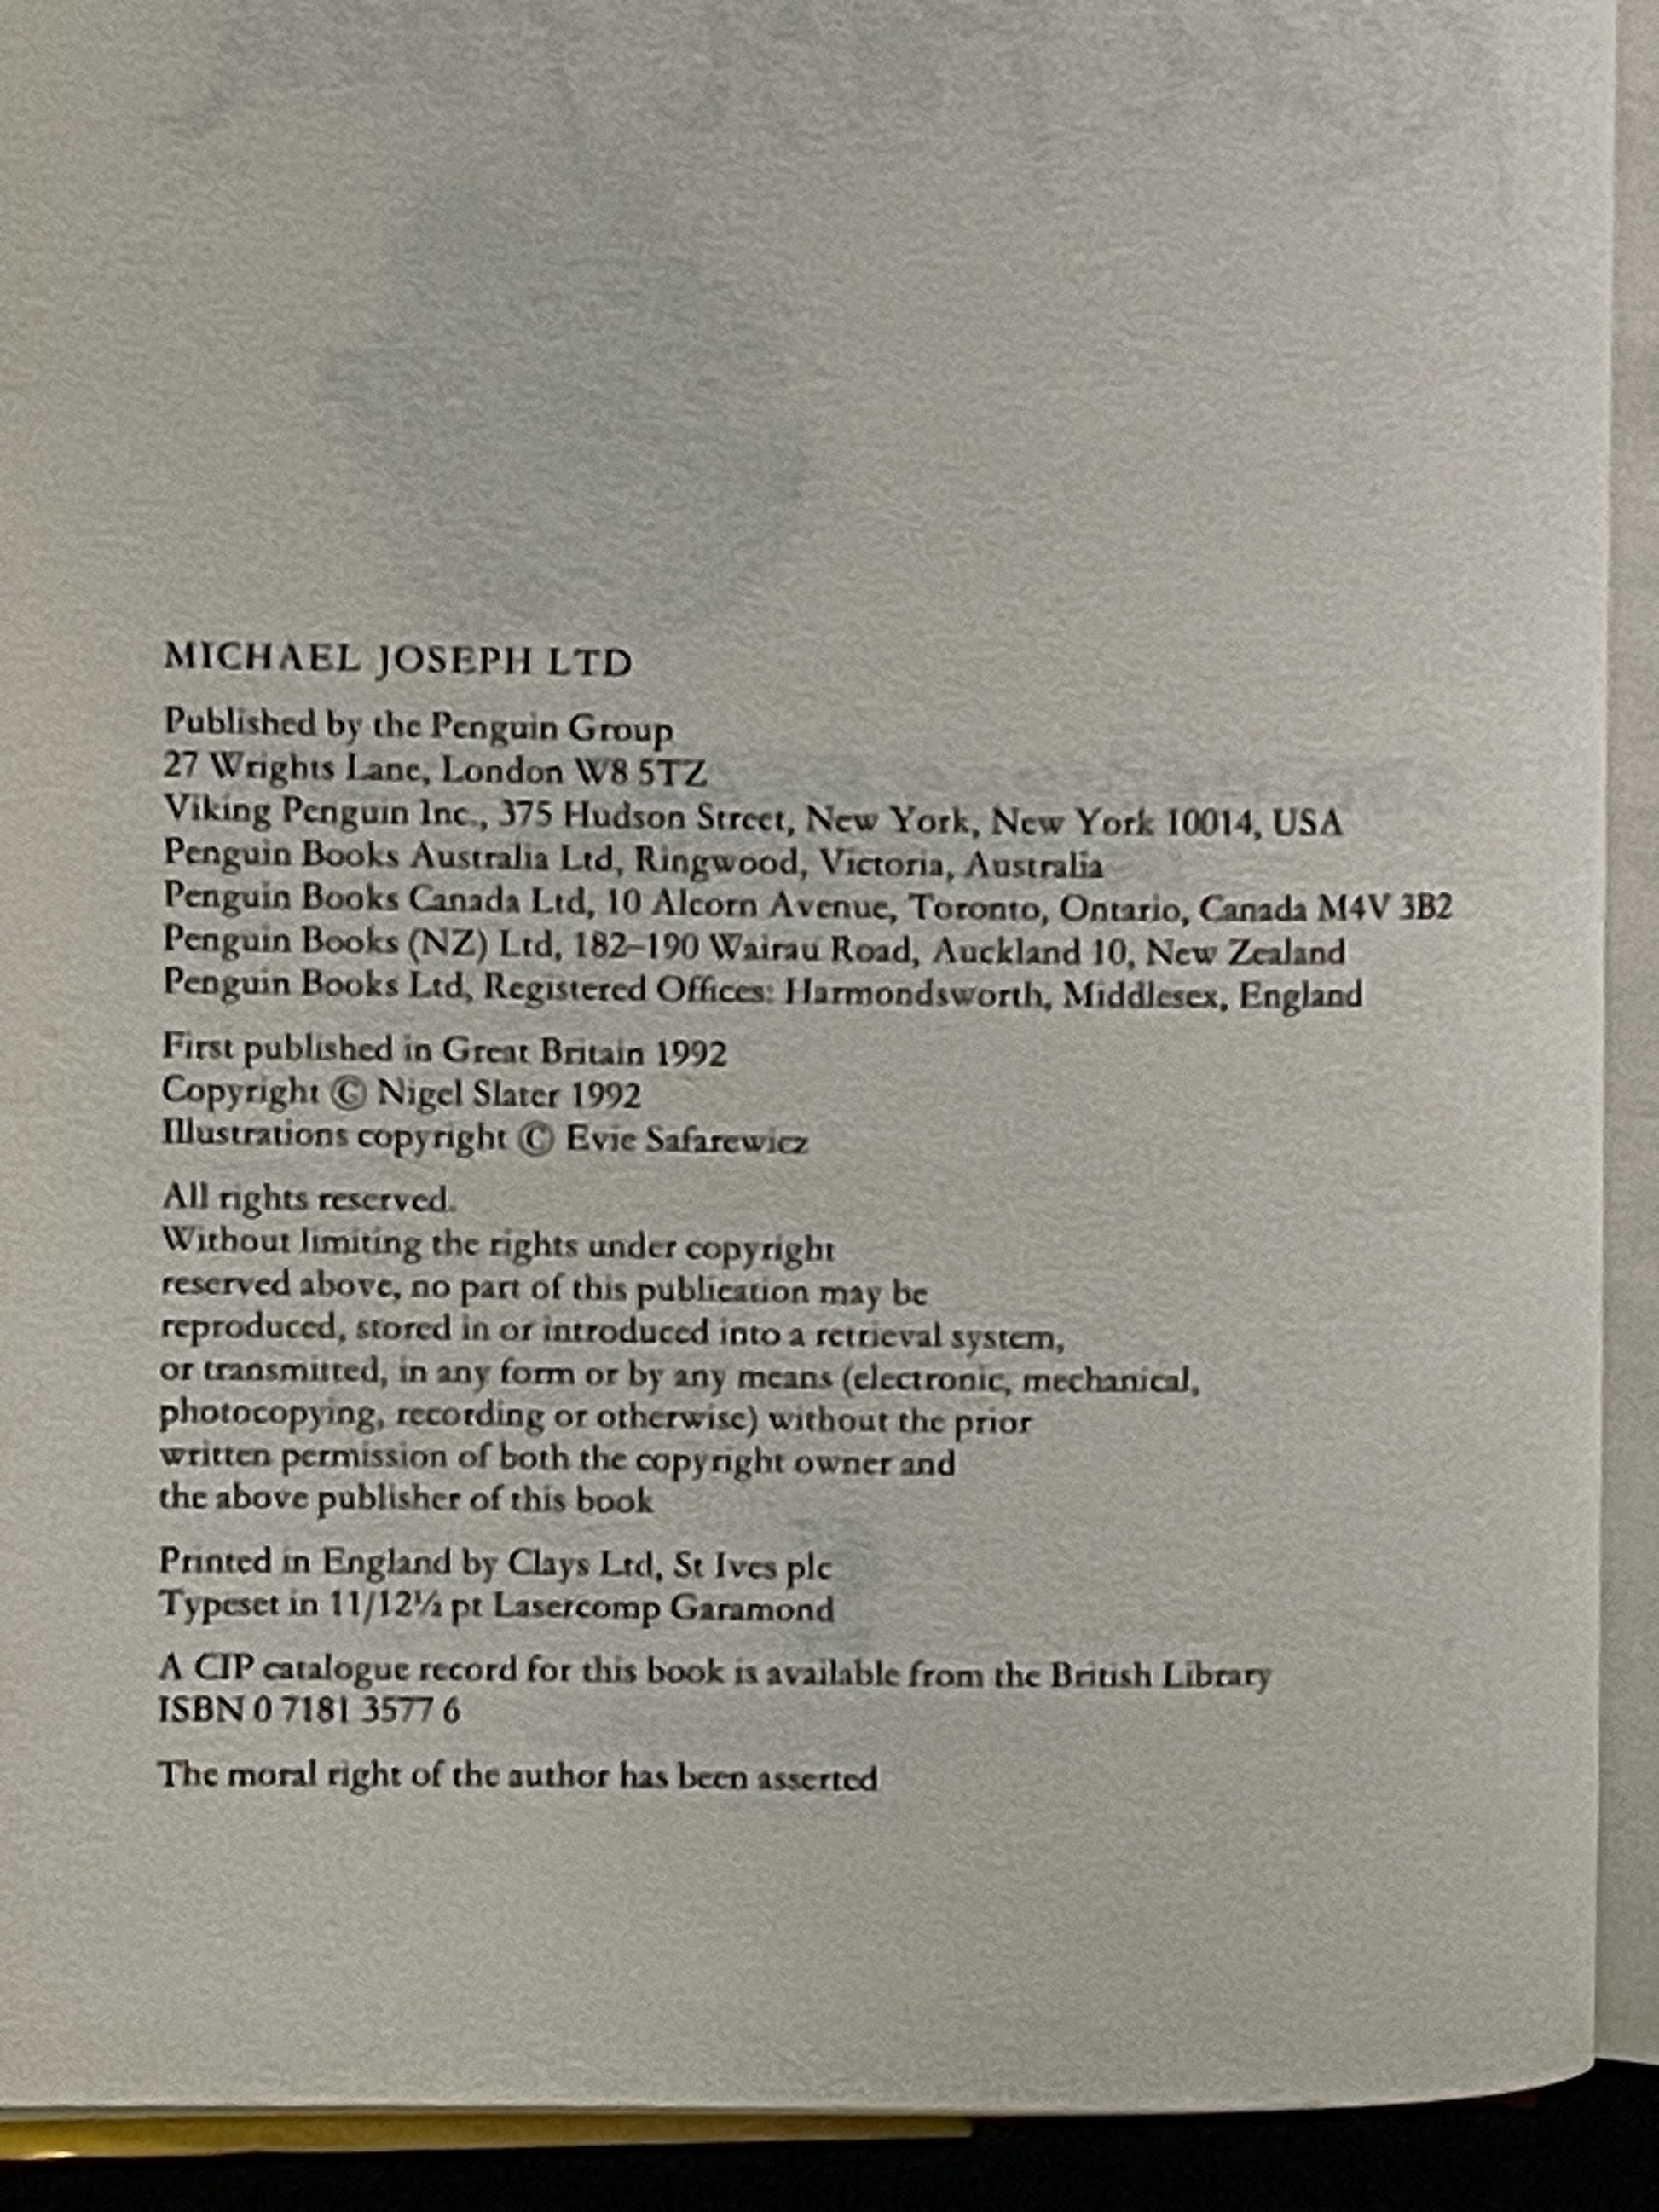 MICHAEL JOSEPH LTD
Published by the Penguin Group
27 Wrights Lane, London W8 5TZ
Viking Penguin Inc., 375 Hudson Street, New York, New York 10014, USA
Penguin Books Australia Ltd, Ringwood, Victoria, Australia
Penguin Books Canada Ltd, 10 Alcorn Avenue, Toronto, Ontario, Canada M4V 3B2
Penguin Books (NZ) Ltd, 182–190 Wairau Road, Auckland 10, New Zealand
Penguin Books Ltd, Registered Offices: Harmondsworth, Middlesex, England
First published in Great Britain 1992
Copyright © Nigel Slater 1992
Illustrations copyright © Evie Safarewicz
All rights reserved.
Without limiting the rights under copyright
reserved above, no part of this publication may be
reproduced, stored in or introduced into a retrieval system,
or transmitted, in any form or by any means (electronic, mechanical,
photocopying, recording or otherwise) without the prior
written permission of both the copyright owner and
the above publisher of this book
Printed in England by Clays Ltd, St Ives plc
Typeset in 11/12½ pt Lasercomp Garamond
A CIP catalogue record for this book is available from the British Library
ISBN 0 7181 3577 6
The moral right of the author has been asserted